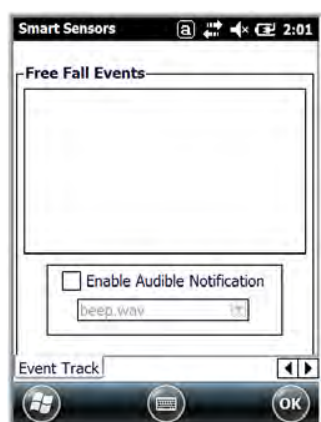 Smart Sensors a 2:01
Free Fall Events
Enable Audible Notification
beep.wav
Event Track
OK